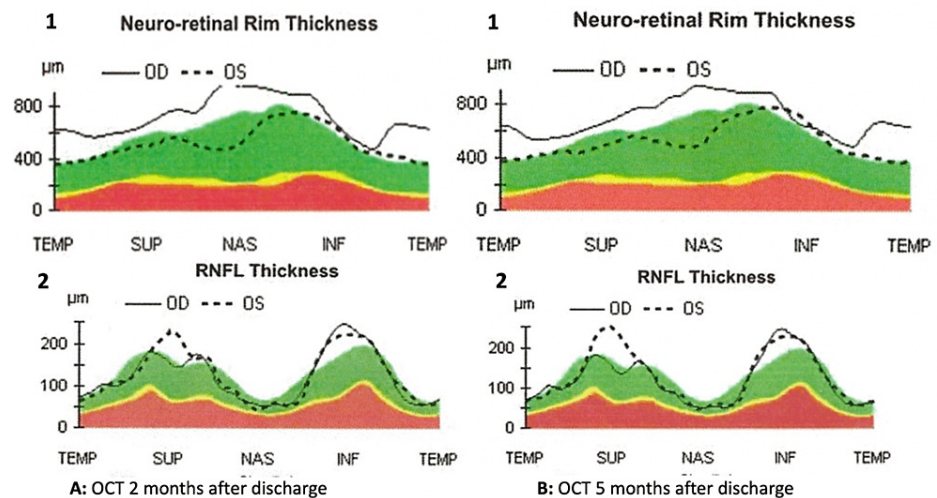 1
Neuro-retinal Rim Thickness
µm
OD OS
800
400
0
TEMP SUP NAS INF TEMP
2
RNFL Thickness
µm
OD OS
200
100
0
TEMP SUP NAS INF TEMP
A: OCT 2 months after discharge
1
Neuro-retinal Rim Thickness
µm
OD OS
800
400
0
TEMP SUP NAS INF TEMP
2
RNFL Thickness
µm
OD OS
200
100
0
TEMP SUP NAS INF TEMP
B: OCT 5 months after discharge